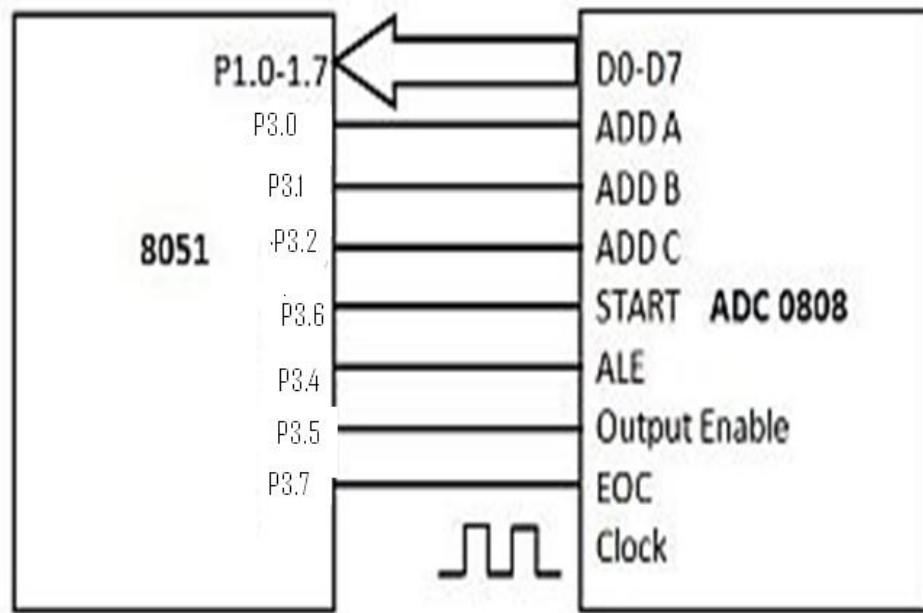 P1.0-1.7 D0-D7
P3.0 ADD A
P3.1 ADD B
8051 P3.2 ADD C
P3.6 START ADC 0808
P3.4 ALE
P3.5 Output Enable
P3.7 EOC
Clock